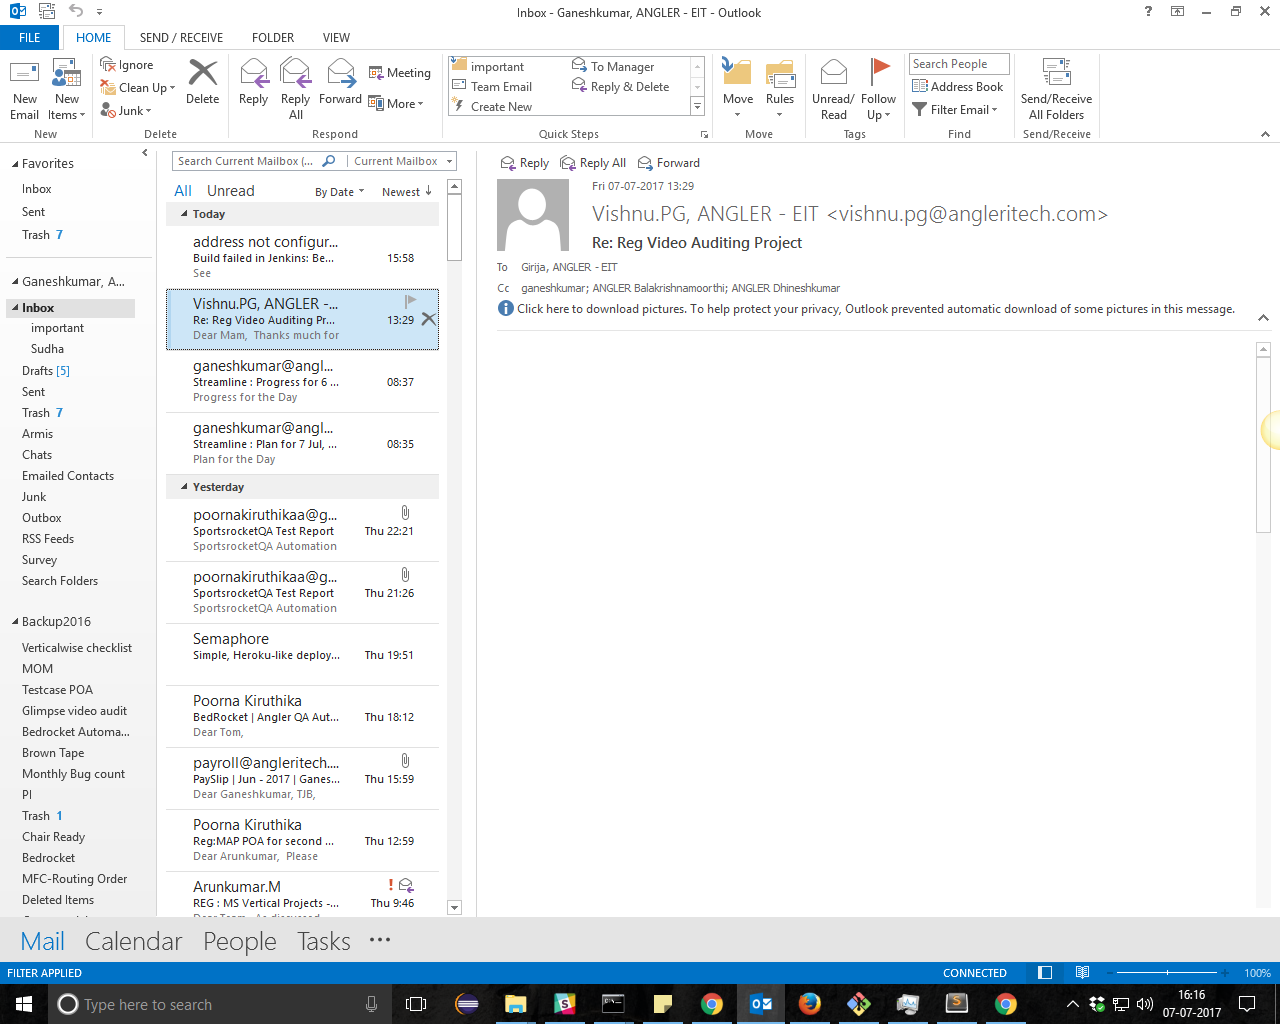 Inbox - Ganeshkumar, ANGLER - EIT - Outlook
FILE HOME SEND / RECEIVE FOLDER VIEW
New Email
New Items
Ignore
Clean Up
Junk
Delete
Reply
Reply All
Forward
Meeting
More
important
Team Email
Create New
To Manager
Reply & Delete
Move
Rules
Unread/ Read
Follow Up
Search People
Address Book
Filter Email
Send/Receive All Folders
New Delete Respond Quick Steps Move Tags Find Send/Receive
Favorites
Inbox
Sent
Trash 7
Ganeshkumar, A...
Inbox
important
Sudha
Drafts [5]
Sent
Trash 7
Armis
Chats
Emailed Contacts
Junk
Outbox
RSS Feeds
Survey
Search Folders
Backup2016
Verticalwise checklist
MOM
Testcase POA
Glimpse video audit
Bedrocket Automa...
Brown Tape
Monthly Bug count
PI
Trash 1
Chair Ready
Bedrocket
MFC-Routing Order
Deleted Items
Search Current Mailbox (... Current Mailbox
All Unread By Date Newest
Today
address not configur...
Build failed in Jenkins: Be... 15:58
See
Vishnu.PG, ANGLER -...
Re: Reg Video Auditing Pr... 13:29
Dear Mam, Thanks much for
ganeshkumar@angl...
Streamline : Progress for 6 ... 08:37
Progress for the Day
ganeshkumar@angl...
Streamline : Plan for 7 Jul, ... 08:35
Plan for the Day
Yesterday
poornakiruthikaa@g...
SportsrocketQA Test Report Thu 22:21
SportsrocketQA Automation
poornakiruthikaa@g...
SportsrocketQA Test Report Thu 21:26
SportsrocketQA Automation
Semaphore
Simple, Heroku-like deploy... Thu 19:51
Poorna Kiruthika
BedRocket | Angler QA Aut... Thu 18:12
Dear Tom,
payroll@angleritech....
PaySlip | Jun - 2017 | Ganes... Thu 15:59
Dear Ganeshkumar, TJB,
Poorna Kiruthika
Reg:MAP POA for second ... Thu 12:59
Dear Arunkumar, Please
Arunkumar.M
REG : MS Vertical Projects -... Thu 9:46
Reply Reply All Forward
Fri 07-07-2017 13:29
Vishnu.PG, ANGLER - EIT <vishnu.pg@angleritech.com>
Re: Reg Video Auditing Project
To Girija, ANGLER - EIT
Cc ganeshkumar; ANGLER Balakrishnamoorthi; ANGLER Dhineshkumar
Click here to download pictures. To help protect your privacy, Outlook prevented automatic download of some pictures in this message.
Mail Calendar People Tasks ...
FILTER APPLIED CONNECTED 100%
Type here to search
16:16
07-07-2017